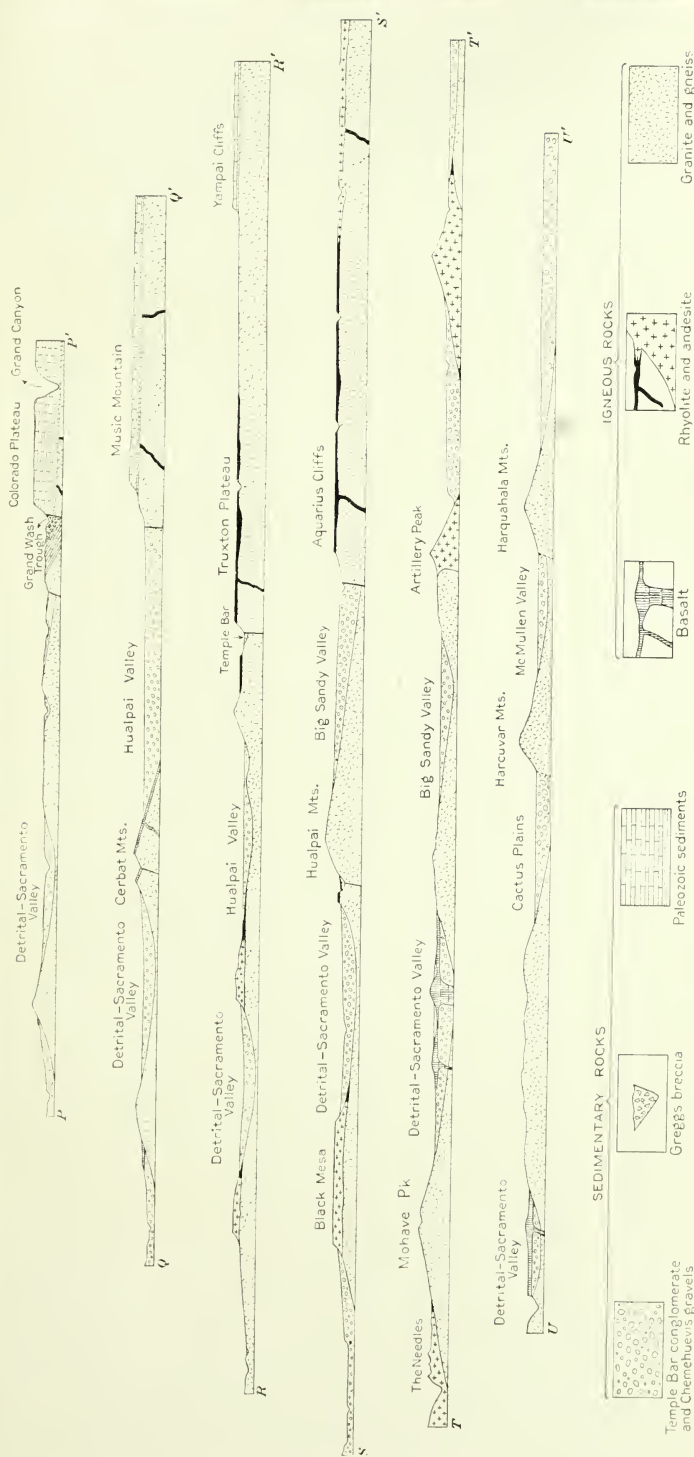 Detrital–Sacramento
Valley
Grand Wash
Trough
Colorado Plateau
Grand Canyon
P
P'
Detrital–Sacramento
Valley
Cerbat Mts.
Hualpai Valley
Music Mountain
Q
Q'
Detrital–Sacramento
Valley
Hualpai Valley
Temple Bar
Truxton Plateau
Yampai Cliffs
R
R'
Black Mesa
Detrital–Sacramento Valley
Hualpai Mts.
Big Sandy Valley
Aquarius Cliffs
S
S'
The Needles
Mohave Pk
Detrital–Sacramento Valley
Big Sandy Valley
Artillery Peak
T
T'
Detrital–Sacramento
Valley
Cactus Plains
Harcuvar Mts.
McMullen Valley
Harquahala Mts.
U
U'
SEDIMENTARY ROCKS
IGNEOUS ROCKS
Temple Bar conglomerate
and Chemehuevis gravels
Greggs breccia
Paleozoic sediments
Basalt
Rhyolite and andesite
Granite and gneiss